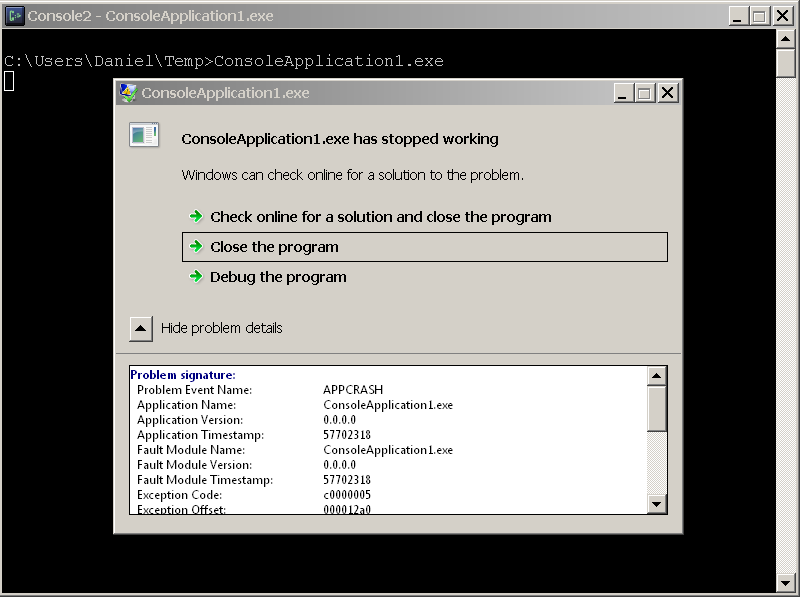 Console2 - ConsoleApplication1.exe
C:\Users\Daniel\Temp>ConsoleApplication1.exe
ConsoleApplication1.exe
ConsoleApplication1.exe has stopped working
Windows can check online for a solution to the problem.
Check online for a solution and close the program
Close the program
Debug the program
Hide problem details
Problem signature:
Problem Event Name: APPCRASH
Application Name: ConsoleApplication1.exe
Application Version: 0.0.0.0
Application Timestamp: 57702318
Fault Module Name: ConsoleApplication1.exe
Fault Module Version: 0.0.0.0
Fault Module Timestamp: 57702318
Exception Code: c0000005
Exception Offset: 000012a0